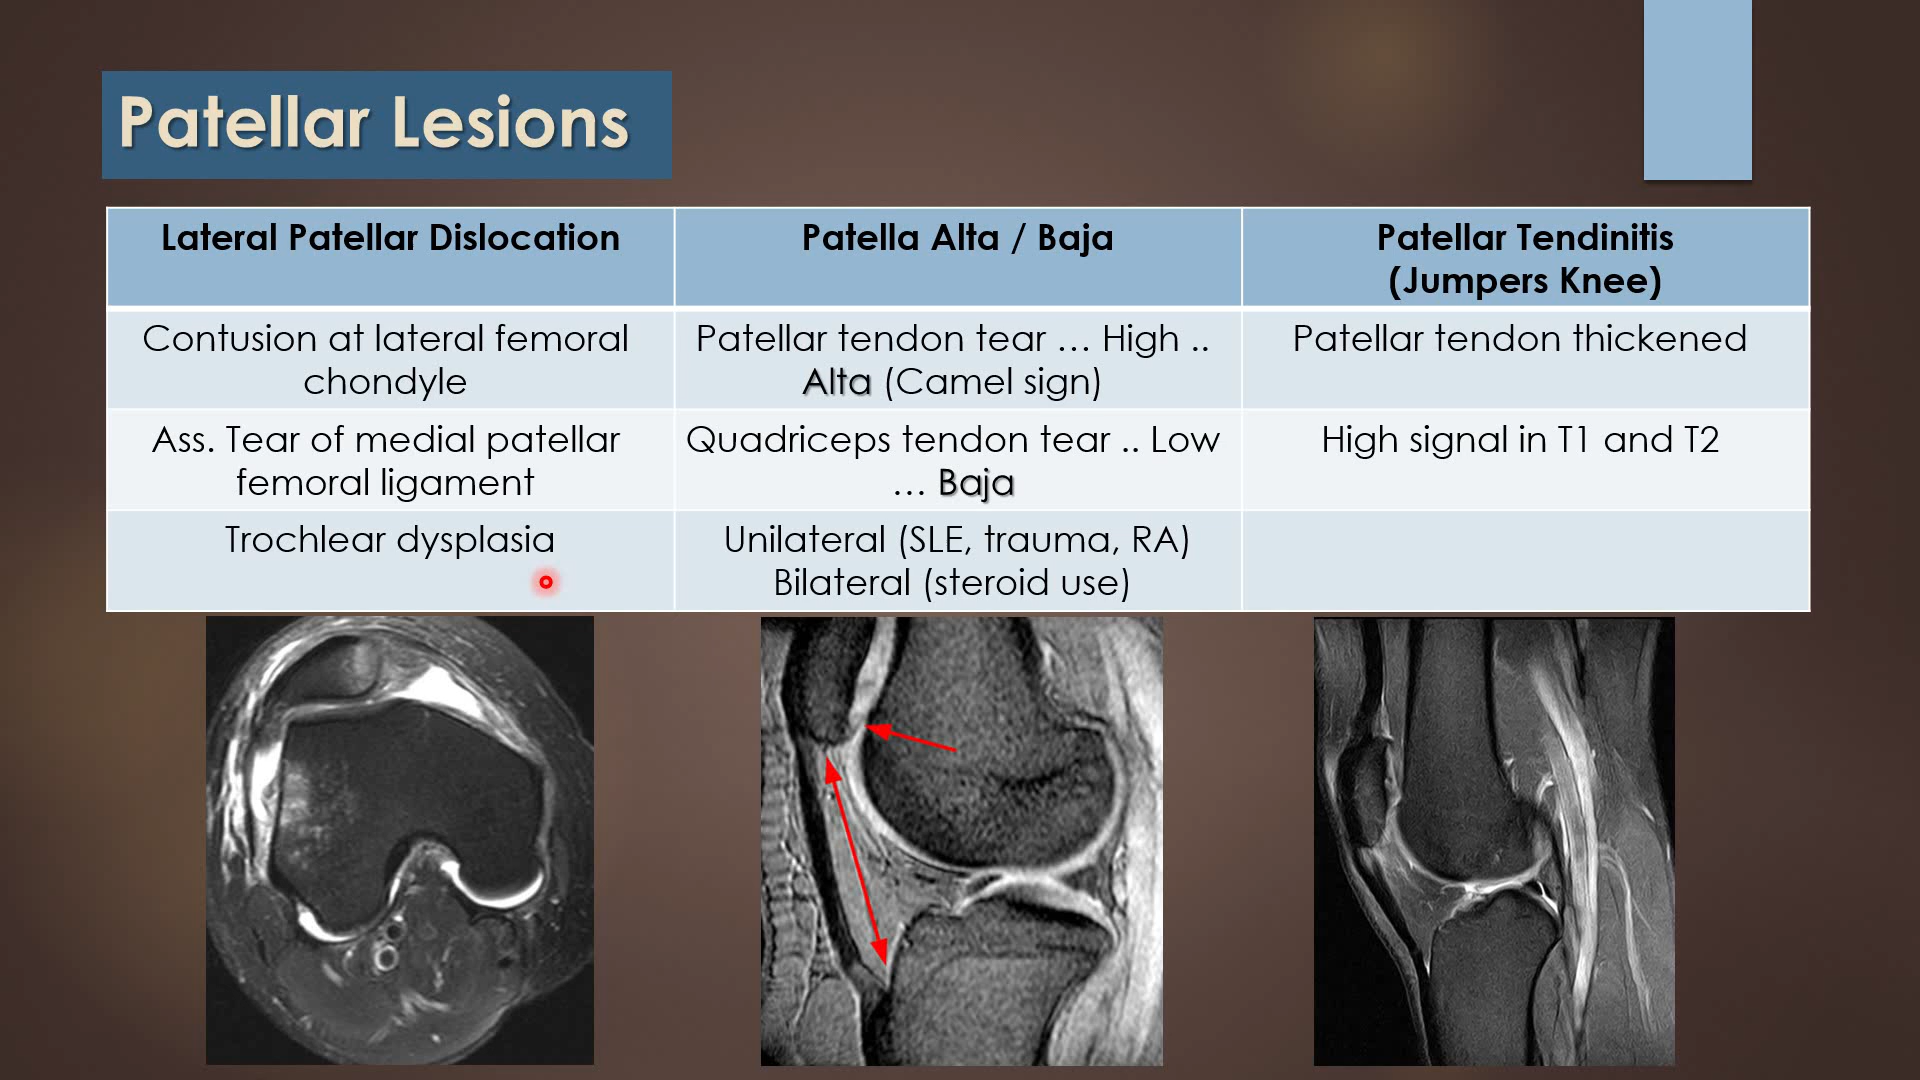 Patellar Lesions
Lateral Patellar Dislocation
Patella Alta / Baja
Patellar Tendinitis
(Jumpers Knee)
Contusion at lateral femoral
chondyle
Patellar tendon tear … High ..
Alta (Camel sign)
Patellar tendon thickened
Ass. Tear of medial patellar
femoral ligament
Quadriceps tendon tear .. Low
… Baja
High signal in T1 and T2
Trochlear dysplasia
Unilateral (SLE, trauma, RA)
Bilateral (steroid use)